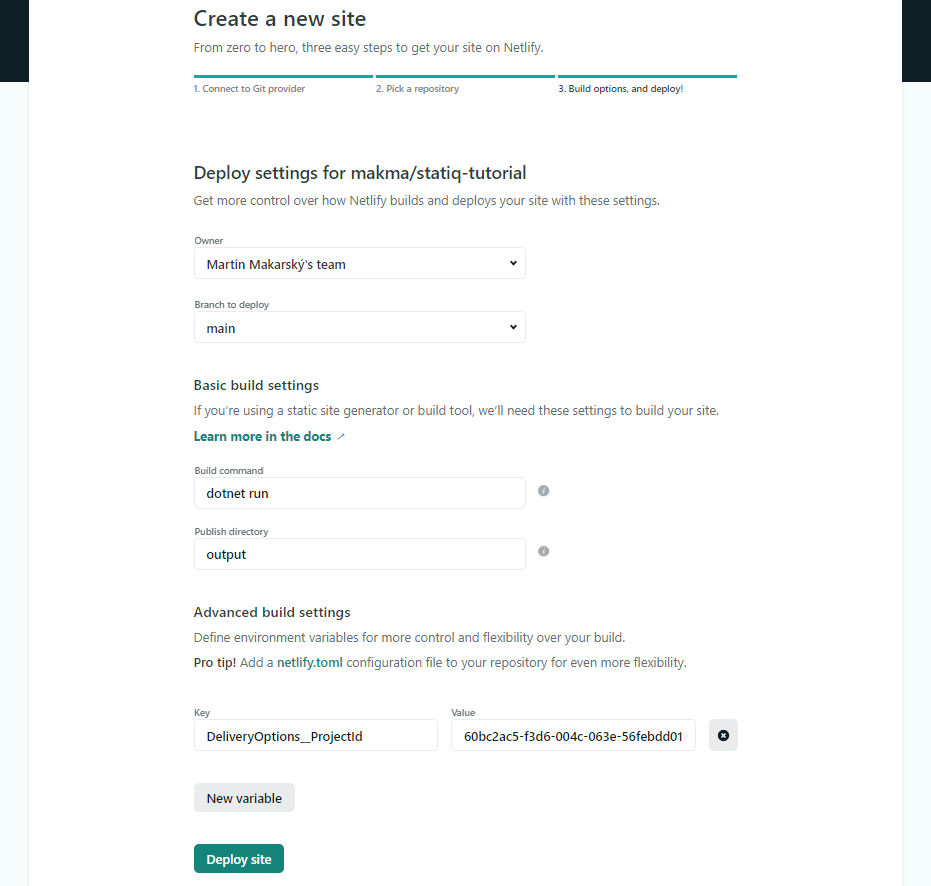 Create a new site
From zero to hero, three easy steps to get your site on Netlify.
1. Connect to Git provider
2. Pick a repository
3. Build options, and deploy!
Deploy settings for makma/statiq-tutorial
Get more control over how Netlify builds and deploys your site with these settings.
Owner
Martin Makarský's team
Branch to deploy
main
Basic build settings
If you’re using a static site generator or build tool, we’ll need these settings to build your site.
Learn more in the docs ↗
Build command
dotnet run
Publish directory
output
Advanced build settings
Define environment variables for more control and flexibility over your build.
Pro tip! Add a netlify.toml configuration file to your repository for even more flexibility.
Key
Value
DeliveryOptions__ProjectId
60bc2ac5-f3d6-004c-063e-56febdd01
New variable
Deploy site